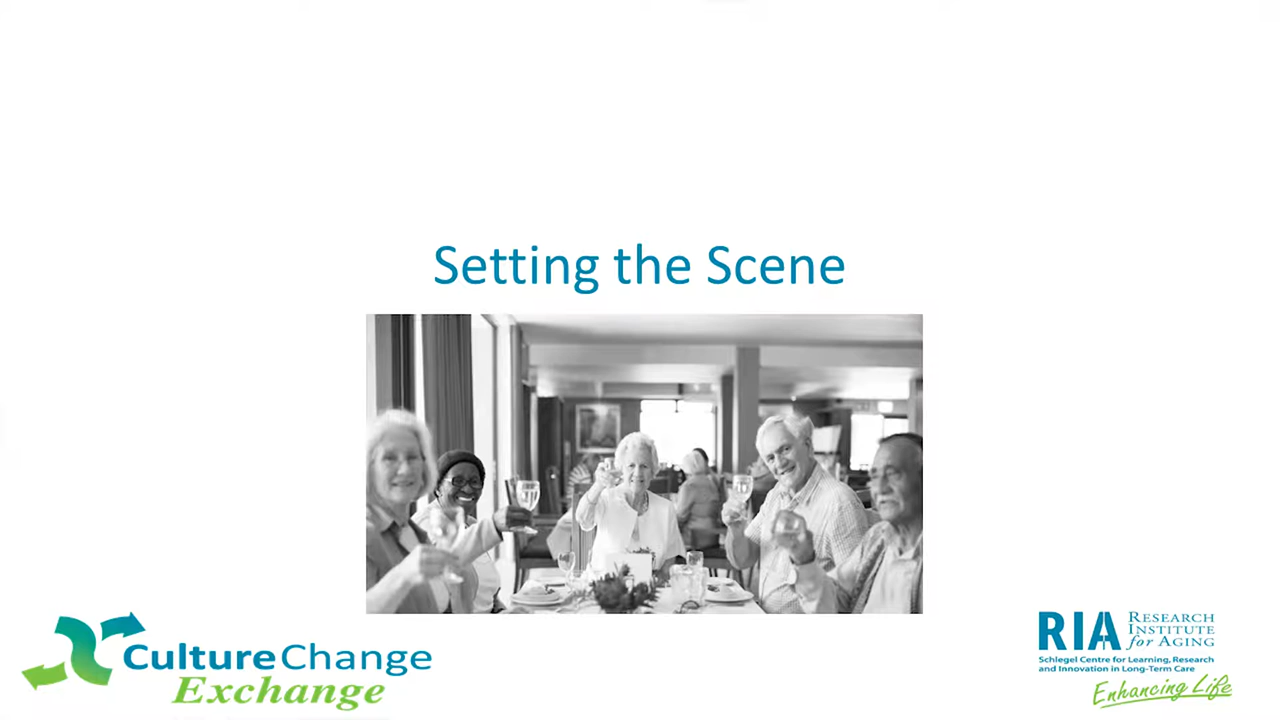 Setting the Scene
CultureChange
Exchange
RIA
RESEARCH
INSTITUTE
for AGING
Schlegel Centre for Learning, Research
and Innovation in Long-Term Care
Enhancing Life